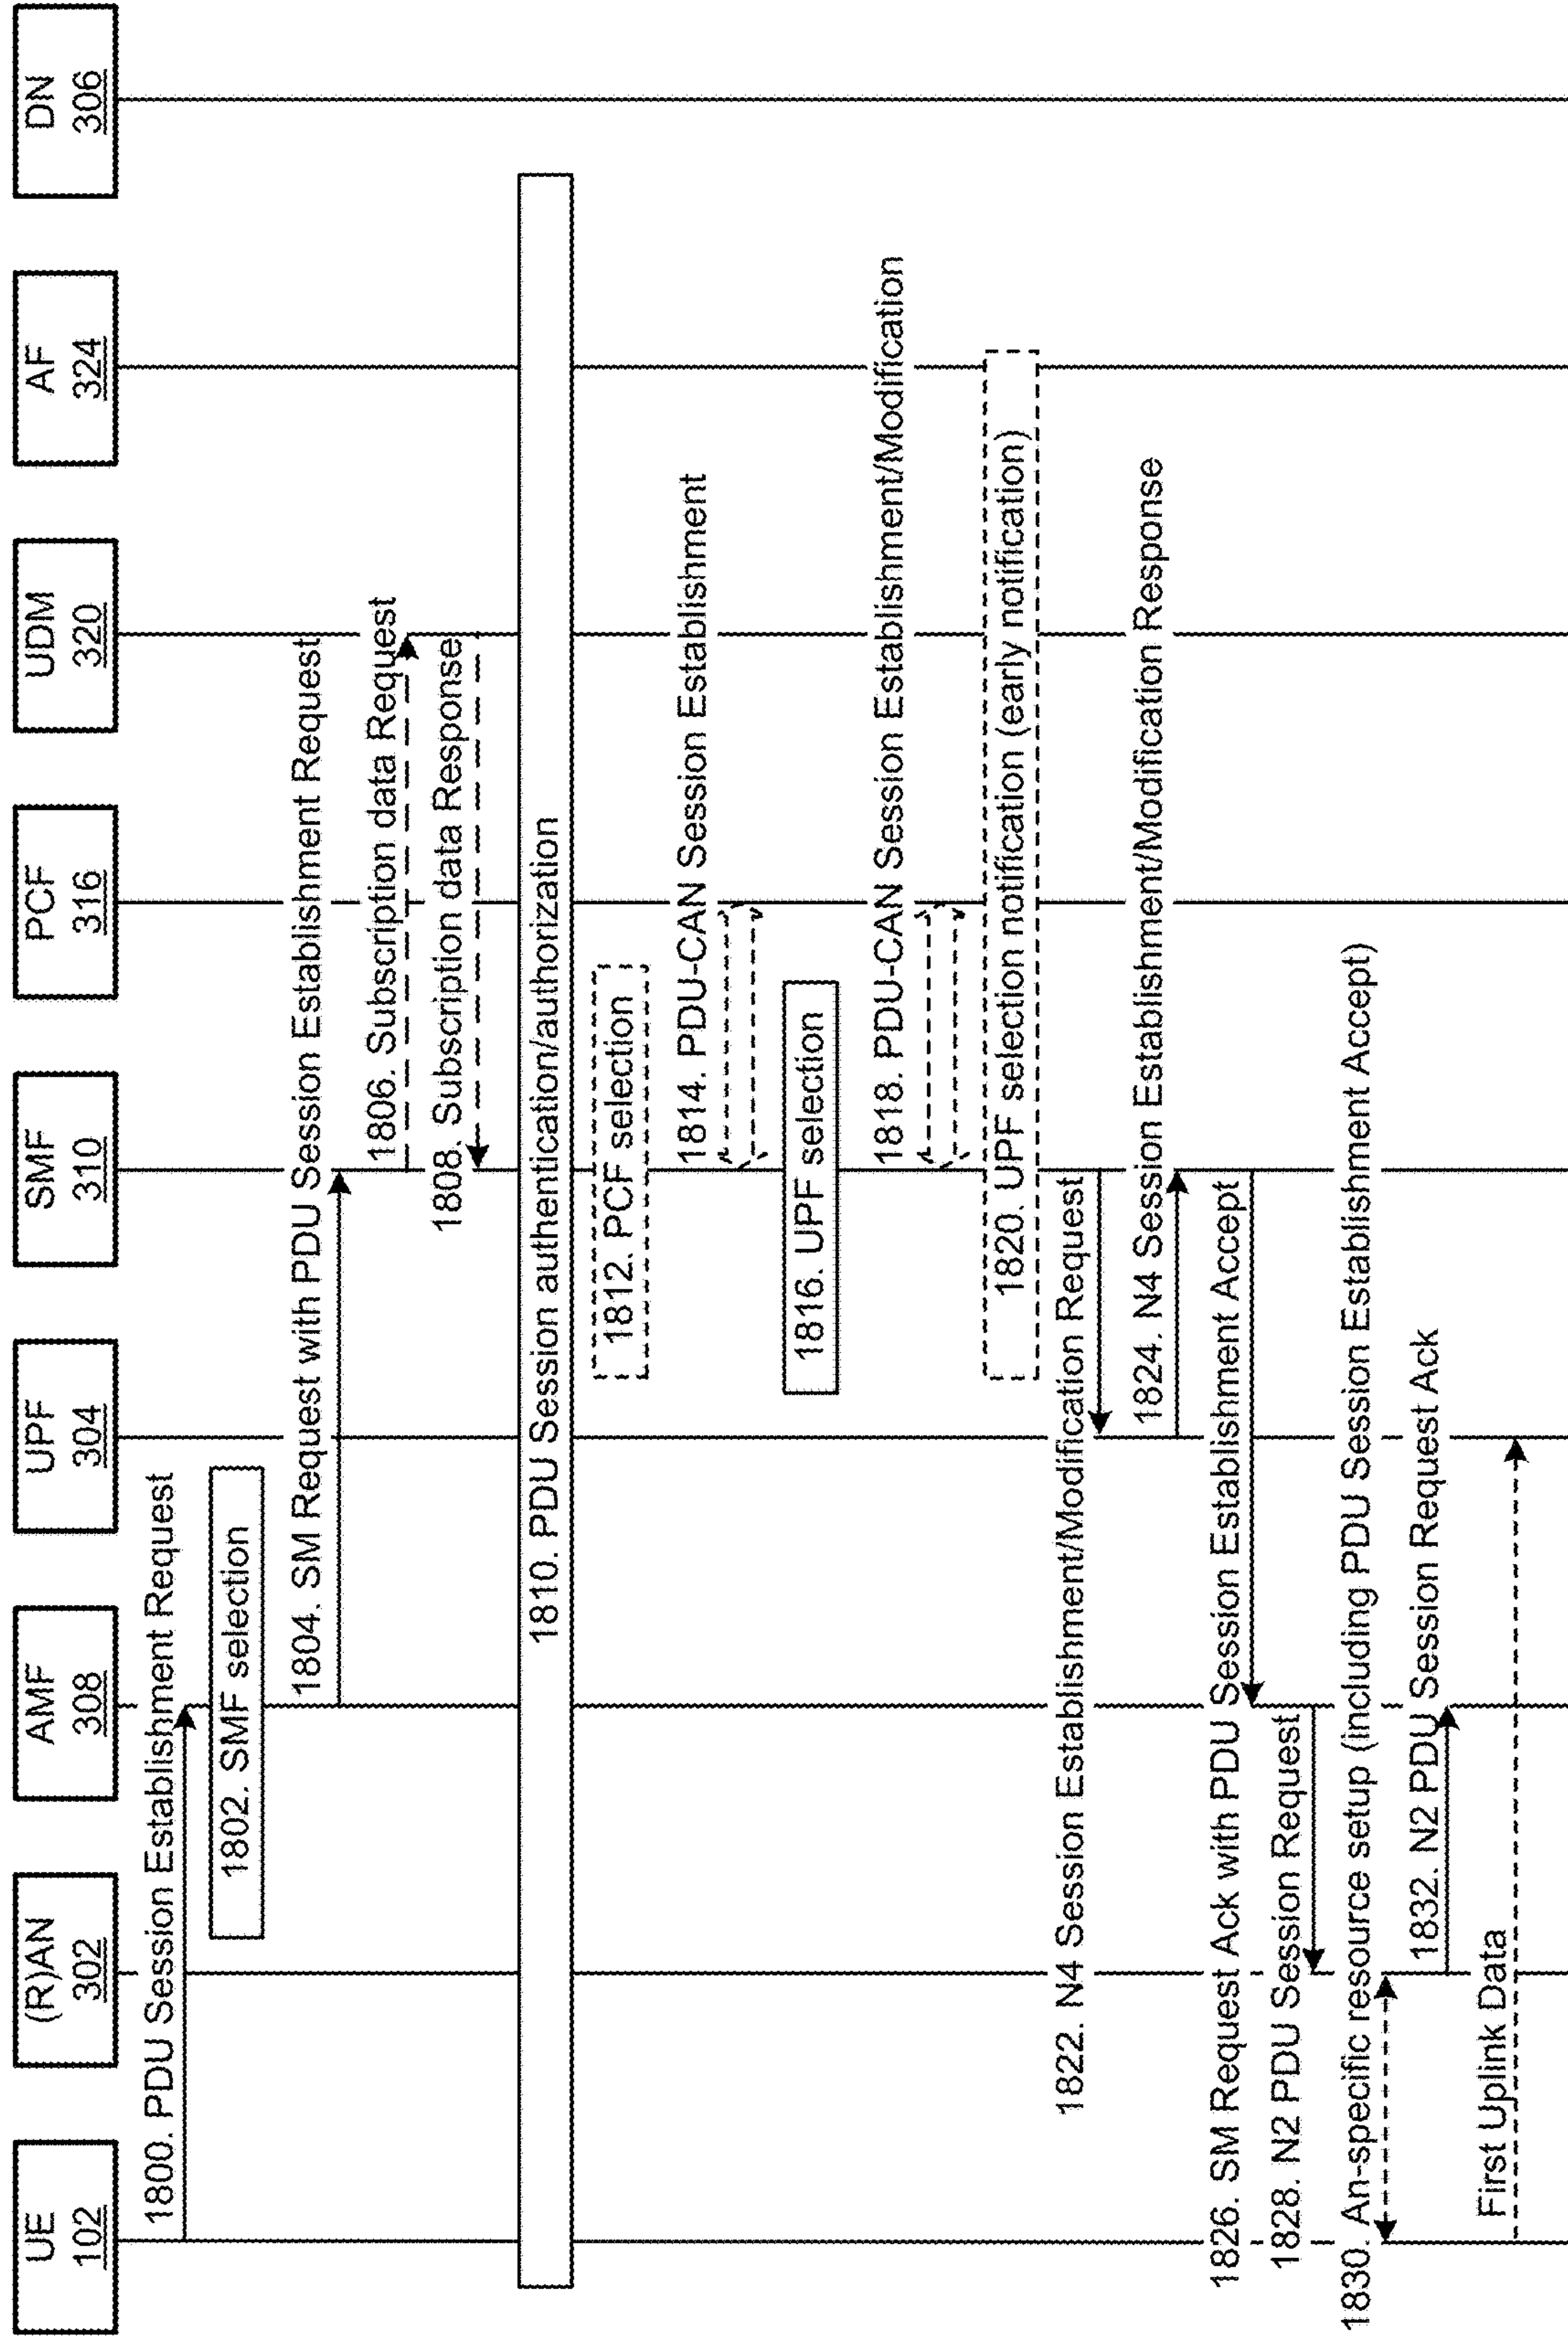 UE
102
(R)AN
302
AMF
308
UPF
304
SMF
310
PCF
316
UDM
320
AF
324
DN
306
1800. PDU Session Establishment Request
1802. SMF selection
1804. SM Request with PDU Session Establishment Request
1806. Subscription data Request
1808. Subscription data Response
1810. PDU Session authentication/authorization
1812. PCF selection
1814. PDU-CAN Session Establishment
1816. UPF selection
1818. PDU-CAN Session Establishment/Modification
1820. UPF selection notification (early notification)
1822. N4 Session Establishment/Modification Request
1824. N4 Session Establishment/Modification Response
1826. SM Request Ack with PDU Session Establishment Accept
1828. N2 PDU Session Request
1830. An-specific resource setup (including PDU Session Establishment Accept)
1832. N2 PDU Session Request Ack
First Uplink Data